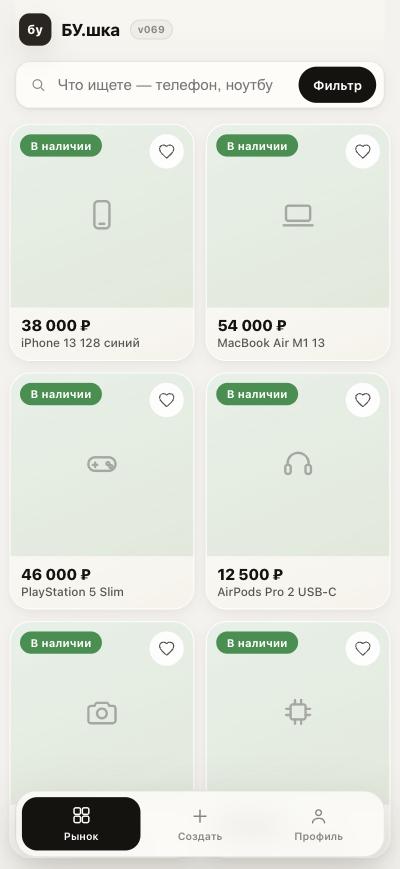 бу БУ.шка v069
Что ищете — телефон, ноутбу
Фильтр
В наличии
В наличии
38 000 ₽
iPhone 13 128 синий
54 000 ₽
MacBook Air M1 13
В наличии
В наличии
46 000 ₽
PlayStation 5 Slim
12 500 ₽
AirPods Pro 2 USB-C
В наличии
В наличии
Рынок
Создать
Профиль